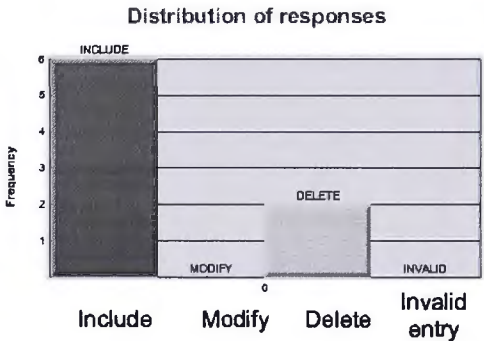 Distribution of responses
INCLUDE
6
5
4
3
2
1
Frequency
DELETE
MODIFY
INVALID
0
Include Modify Delete Invalid entry